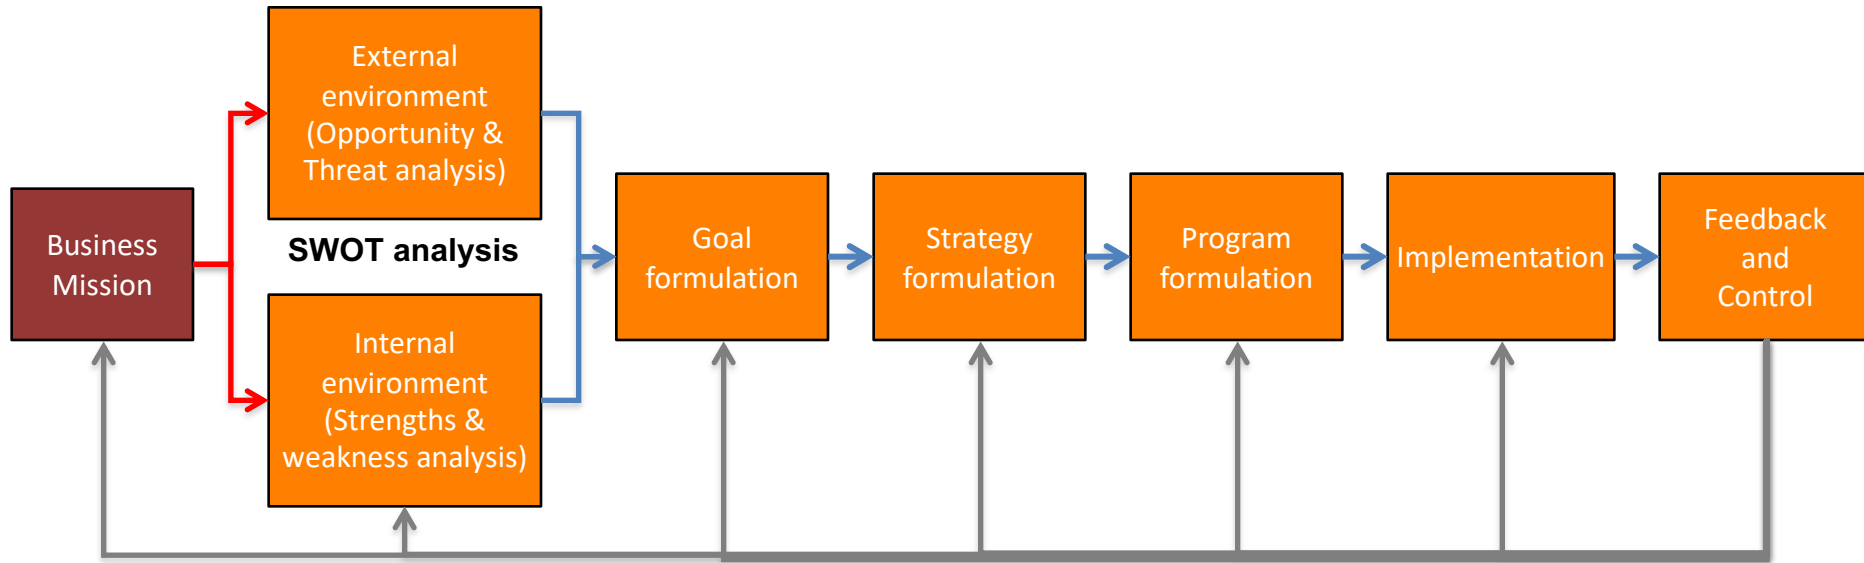 Business
Mission
External
environment
(Opportunity &
Threat analysis)
SWOT analysis
Internal
environment
(Strengths &
weakness analysis)
Goal
formulation
Strategy
formulation
Program
formulation
Implementation
Feedback
and
Control